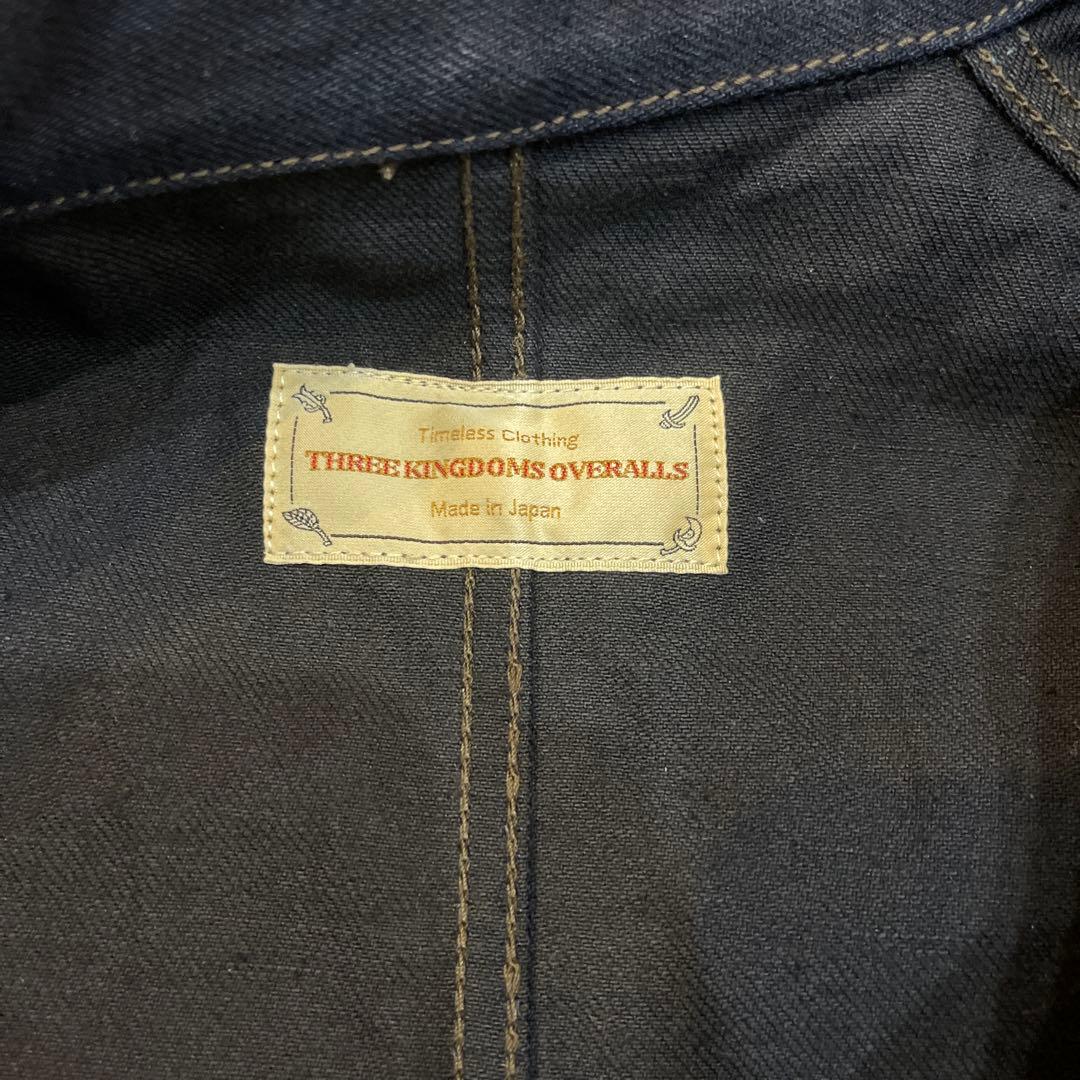 Timeless Clothing
THREE KINGDOMS OVERALLS
Made in Japan